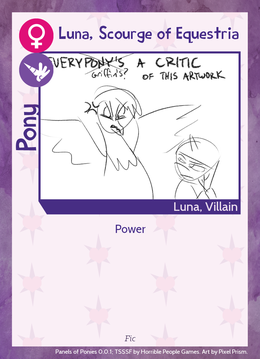 Luna, Scourge of Equestria
Pony
EVERYPONY'S A CRITIC
Griffin's?
OF THIS ARTWORK
Luna, Villain
Power
Fic
Panels of Ponies 0.0.1; TSSSF by Horrible People Games. Art by Pixel Prism.